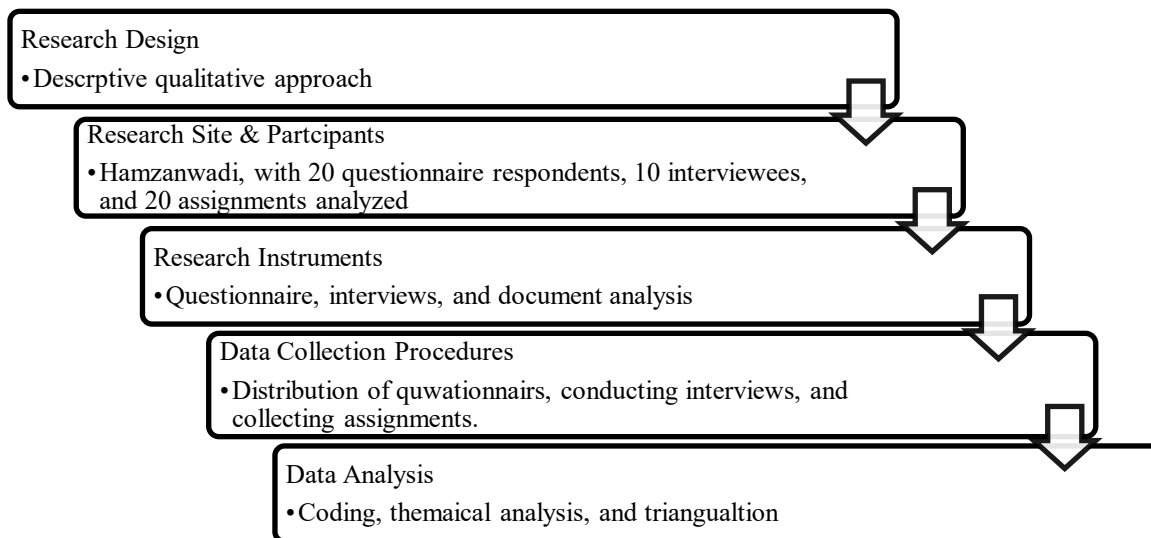 Research Design
•Descrptive qualitative approach
Research Site & Partcipants
•Hamzanwadi, with 20 questionnaire respondents, 10 interviewees,
and 20 assignments analyzed
Research Instruments
•Questionnaire, interviews, and document analysis
Data Collection Procedures
•Distribution of quwationnairs, conducting interviews, and
collecting assignments.
Data Analysis
•Coding, themaical analysis, and triangualtion